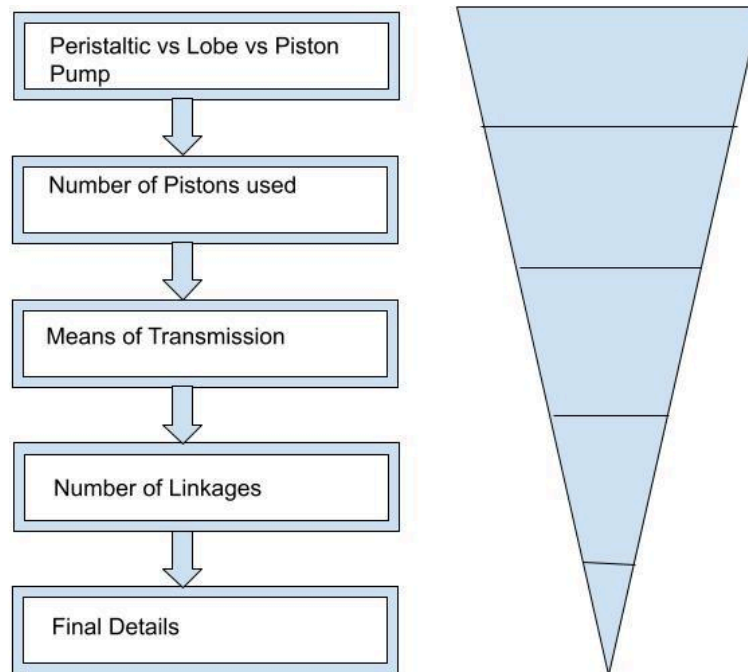 Peristaltic vs Lobe vs Piston
Pump
Number of Pistons used
Means of Transmission
Number of Linkages
Final Details